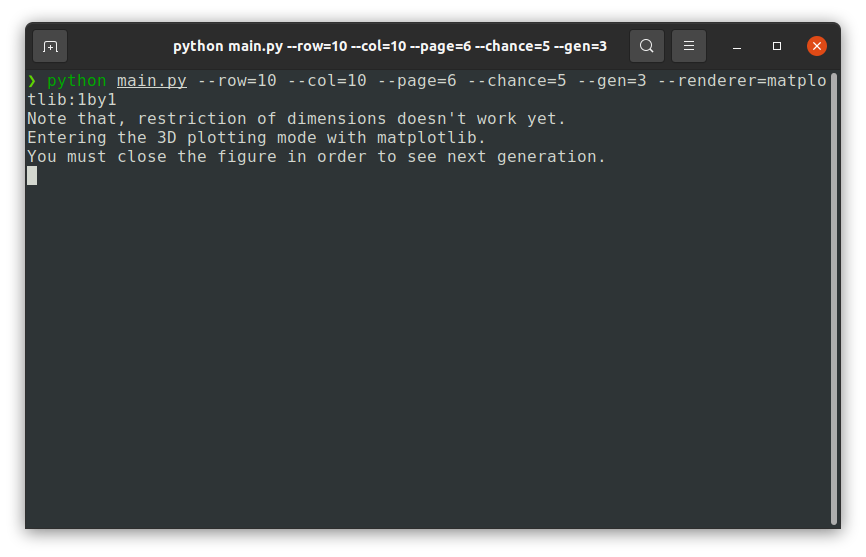 python main.py --row=10 --col=10 --page=6 --chance=5 --gen=3
❯ python main.py --row=10 --col=10 --page=6 --chance=5 --gen=3 --renderer=matplo
tlib:1by1
Note that, restriction of dimensions doesn't work yet.
Entering the 3D plotting mode with matplotlib.
You must close the figure in order to see next generation.